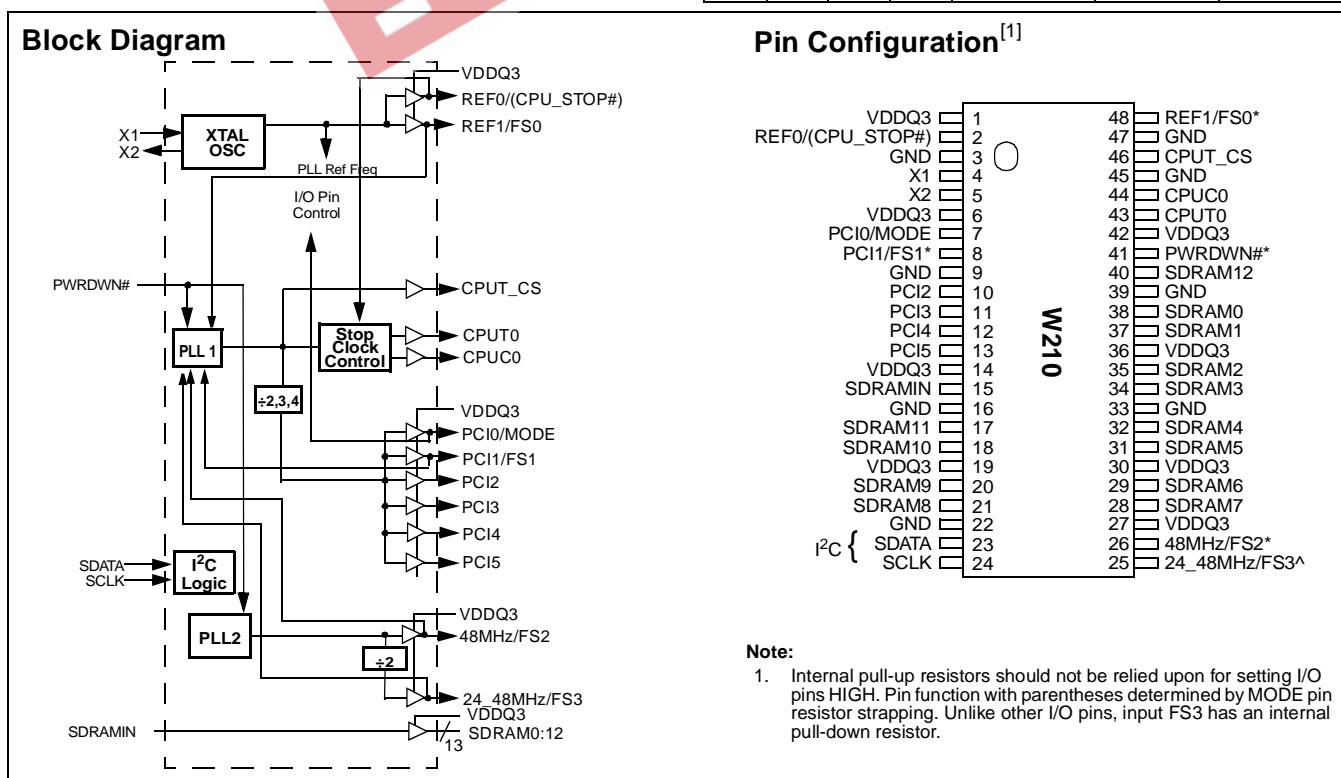 Block Diagram
VDDQ3
REF0/(CPU_STOP#)
REF1/FS0
X1
X2
XTAL
OSC
PLL Ref Freq
I/O Pin
Control
PWRDWN#
CPUT_CS
PLL 1
Stop
Clock
Control
CPUT0
CPUC0
÷2,3,4
VDDQ3
PCI0/MODE
PCI1/FS1
PCI2
PCI3
PCI4
PCI5
SDATA
SCLK
I²C
Logic
VDDQ3
48MHz/FS2
PLL2
÷2
24_48MHz/FS3
VDDQ3
SDRAMIN
SDRAM0:12
13
Pin Configuration[1]
VDDQ3 1 48 REF1/FS0*
REF0/(CPU_STOP#) 2 47 GND
GND 3 46 CPUT_CS
X1 4 45 GND
X2 5 44 CPUC0
VDDQ3 6 43 CPUT0
PCI0/MODE 7 42 VDDQ3
PCI1/FS1* 8 41 PWRDWN#*
GND 9 40 SDRAM12
PCI2 10 39 GND
PCI3 11 38 SDRAM0
PCI4 12 37 SDRAM1
PCI5 13 36 VDDQ3
VDDQ3 14 35 SDRAM2
SDRAMIN 15 34 SDRAM3
GND 16 33 GND
SDRAM11 17 32 SDRAM4
SDRAM10 18 31 SDRAM5
VDDQ3 19 30 VDDQ3
SDRAM9 20 29 SDRAM6
SDRAM8 21 28 SDRAM7
GND 22 27 VDDQ3
I²C { SDATA 23 26 48MHz/FS2*
SCLK 24 25 24_48MHz/FS3^
W210
Note:
1. Internal pull-up resistors should not be relied upon for setting I/O
pins HIGH. Pin function with parentheses determined by MODE pin
resistor strapping. Unlike other I/O pins, input FS3 has an internal
pull-down resistor.